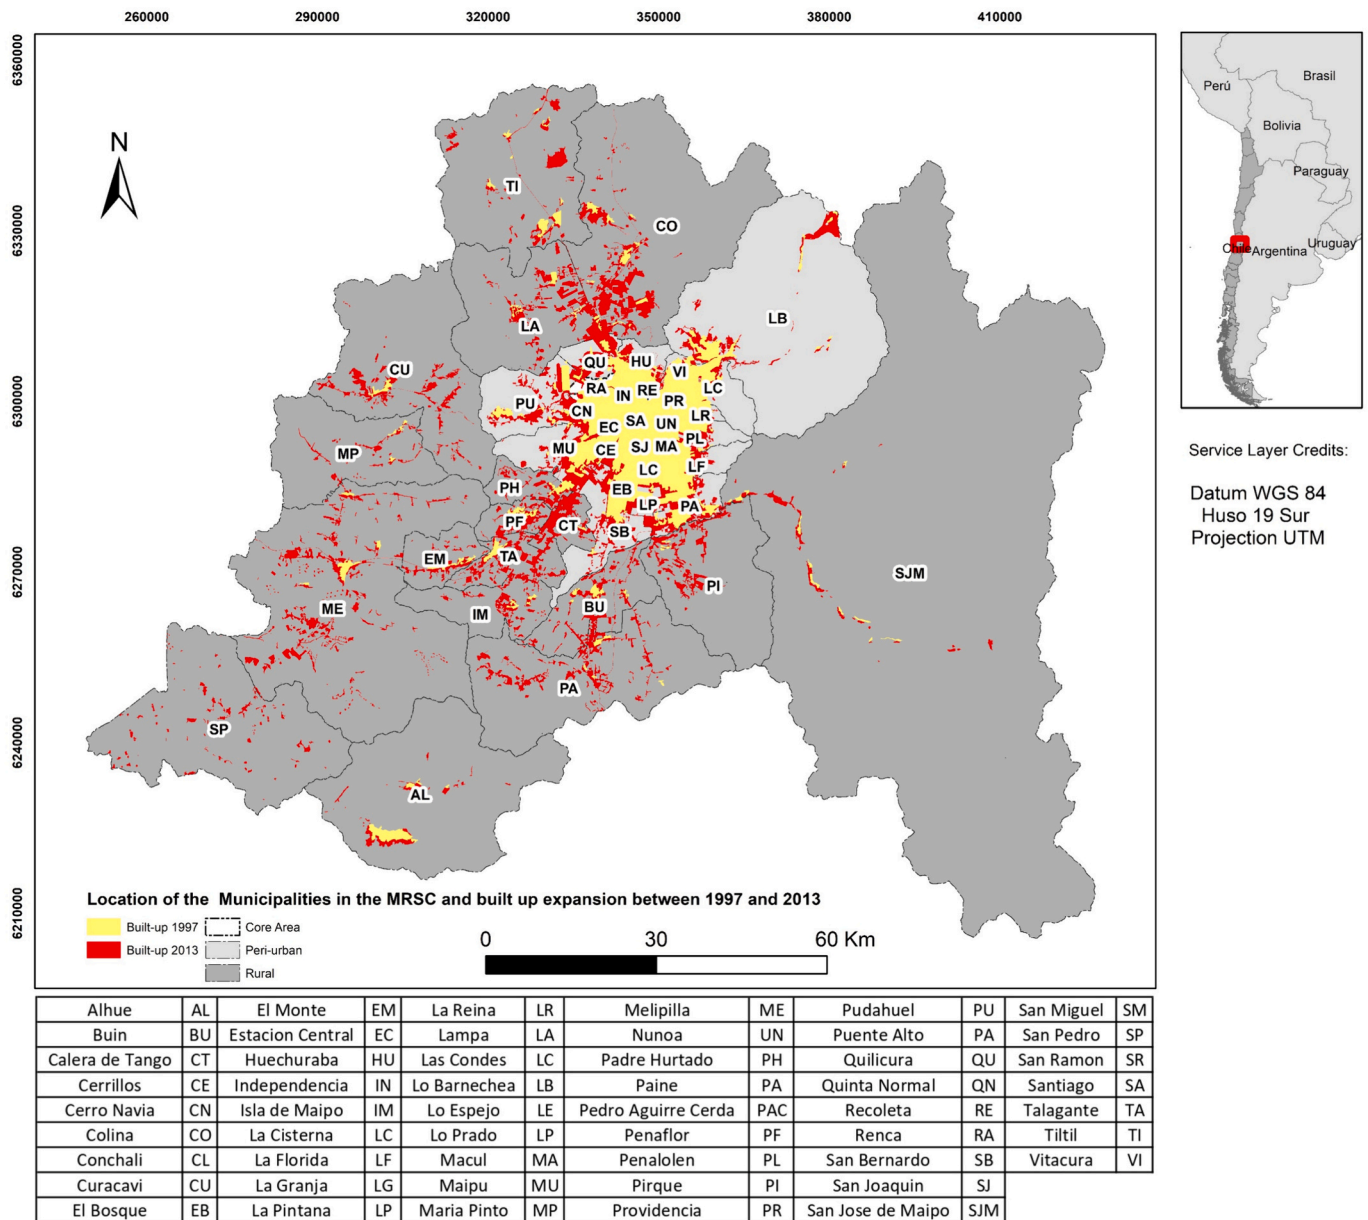 260000 290000 320000 350000 380000 410000
6360000
6330000
6300000
6270000
6240000
6210000
N
TI
CO
LB
LA
CU
QU
HU
VI
RA
IN
RE
LC
PU
CN
PR
LR
EC
SA
UN
MU
CE
SJ
MA
PL
MP
LC
LF
PH
EB
LP
PA
PF
CT
SB
EM
TA
SJM
PI
ME
IM
BU
PA
SP
AL
Location of the Municipalities in the MRSC and built up expansion between 1997 and 2013
Built-up 1997 Core Area
Built-up 2013 Peri-urban
Rural
0 30 60 Km
Perú
Brasil
Bolivia
Paraguay
Chile
Argentina
Uruguay
Service Layer Credits:
Datum WGS 84
Huso 19 Sur
Projection UTM
Alhue AL El Monte EM La Reina LR Melipilla ME Pudahuel PU San Miguel SM
Buin BU Estacion Central EC Lampa LA Nunoa UN Puente Alto PA San Pedro SP
Calera de Tango CT Huechuraba HU Las Condes LC Padre Hurtado PH Quilicura QU San Ramon SR
Cerrillos CE Independencia IN Lo Barnechea LB Paine PA Quinta Normal QN Santiago SA
Cerro Navia CN Isla de Maipo IM Lo Espejo LE Pedro Aguirre Cerda PAC Recoleta RE Talagante TA
Colina CO La Cisterna LC Lo Prado LP Penaflor PF Renca RA Tiltil TI
Conchali CL La Florida LF Macul MA Penalolen PL San Bernardo SB Vitacura VI
Curacavi CU La Granja LG Maipu MU Pirque PI San Joaquin SJ
El Bosque EB La Pintana LP Maria Pinto MP Providencia PR San Jose de Maipo SJM